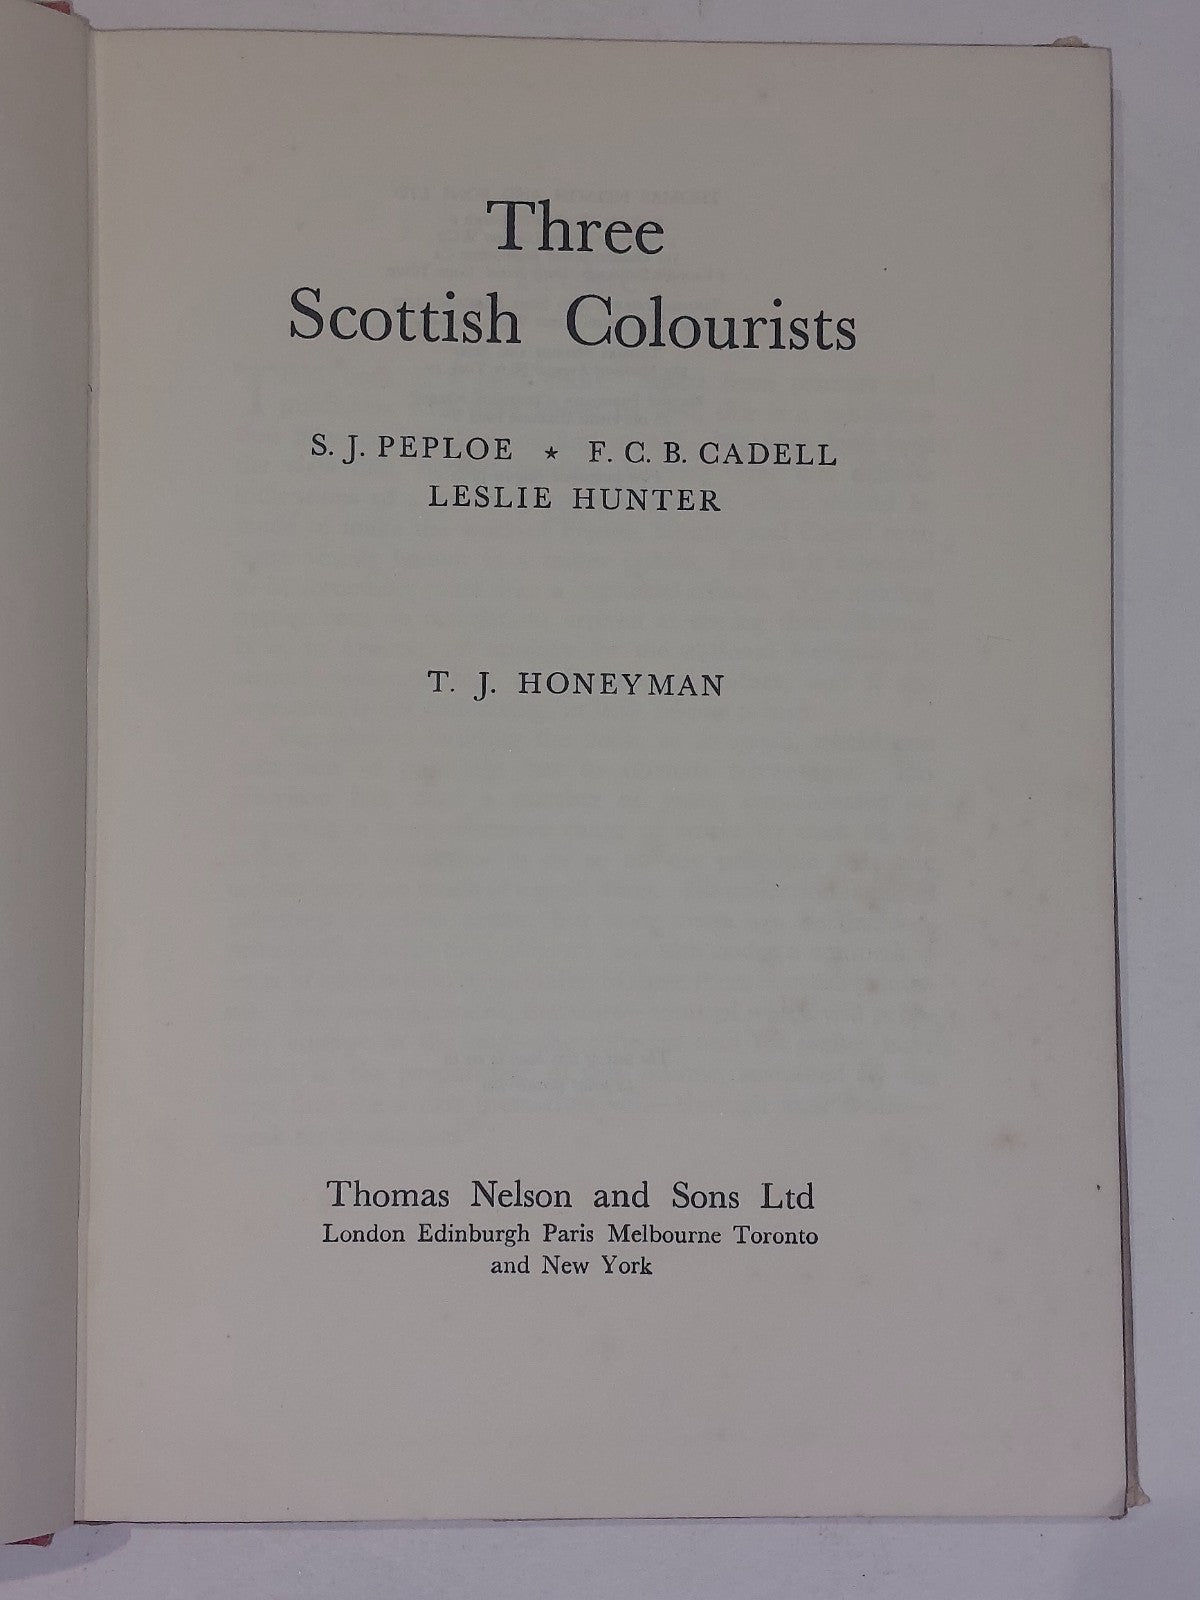 Three
Scottish Colourists
S. J. PEPLOE ★ F. C. B. CADELL
LESLIE HUNTER
T. J. HONEYMAN
Thomas Nelson and Sons Ltd
London Edinburgh Paris Melbourne Toronto
and New York